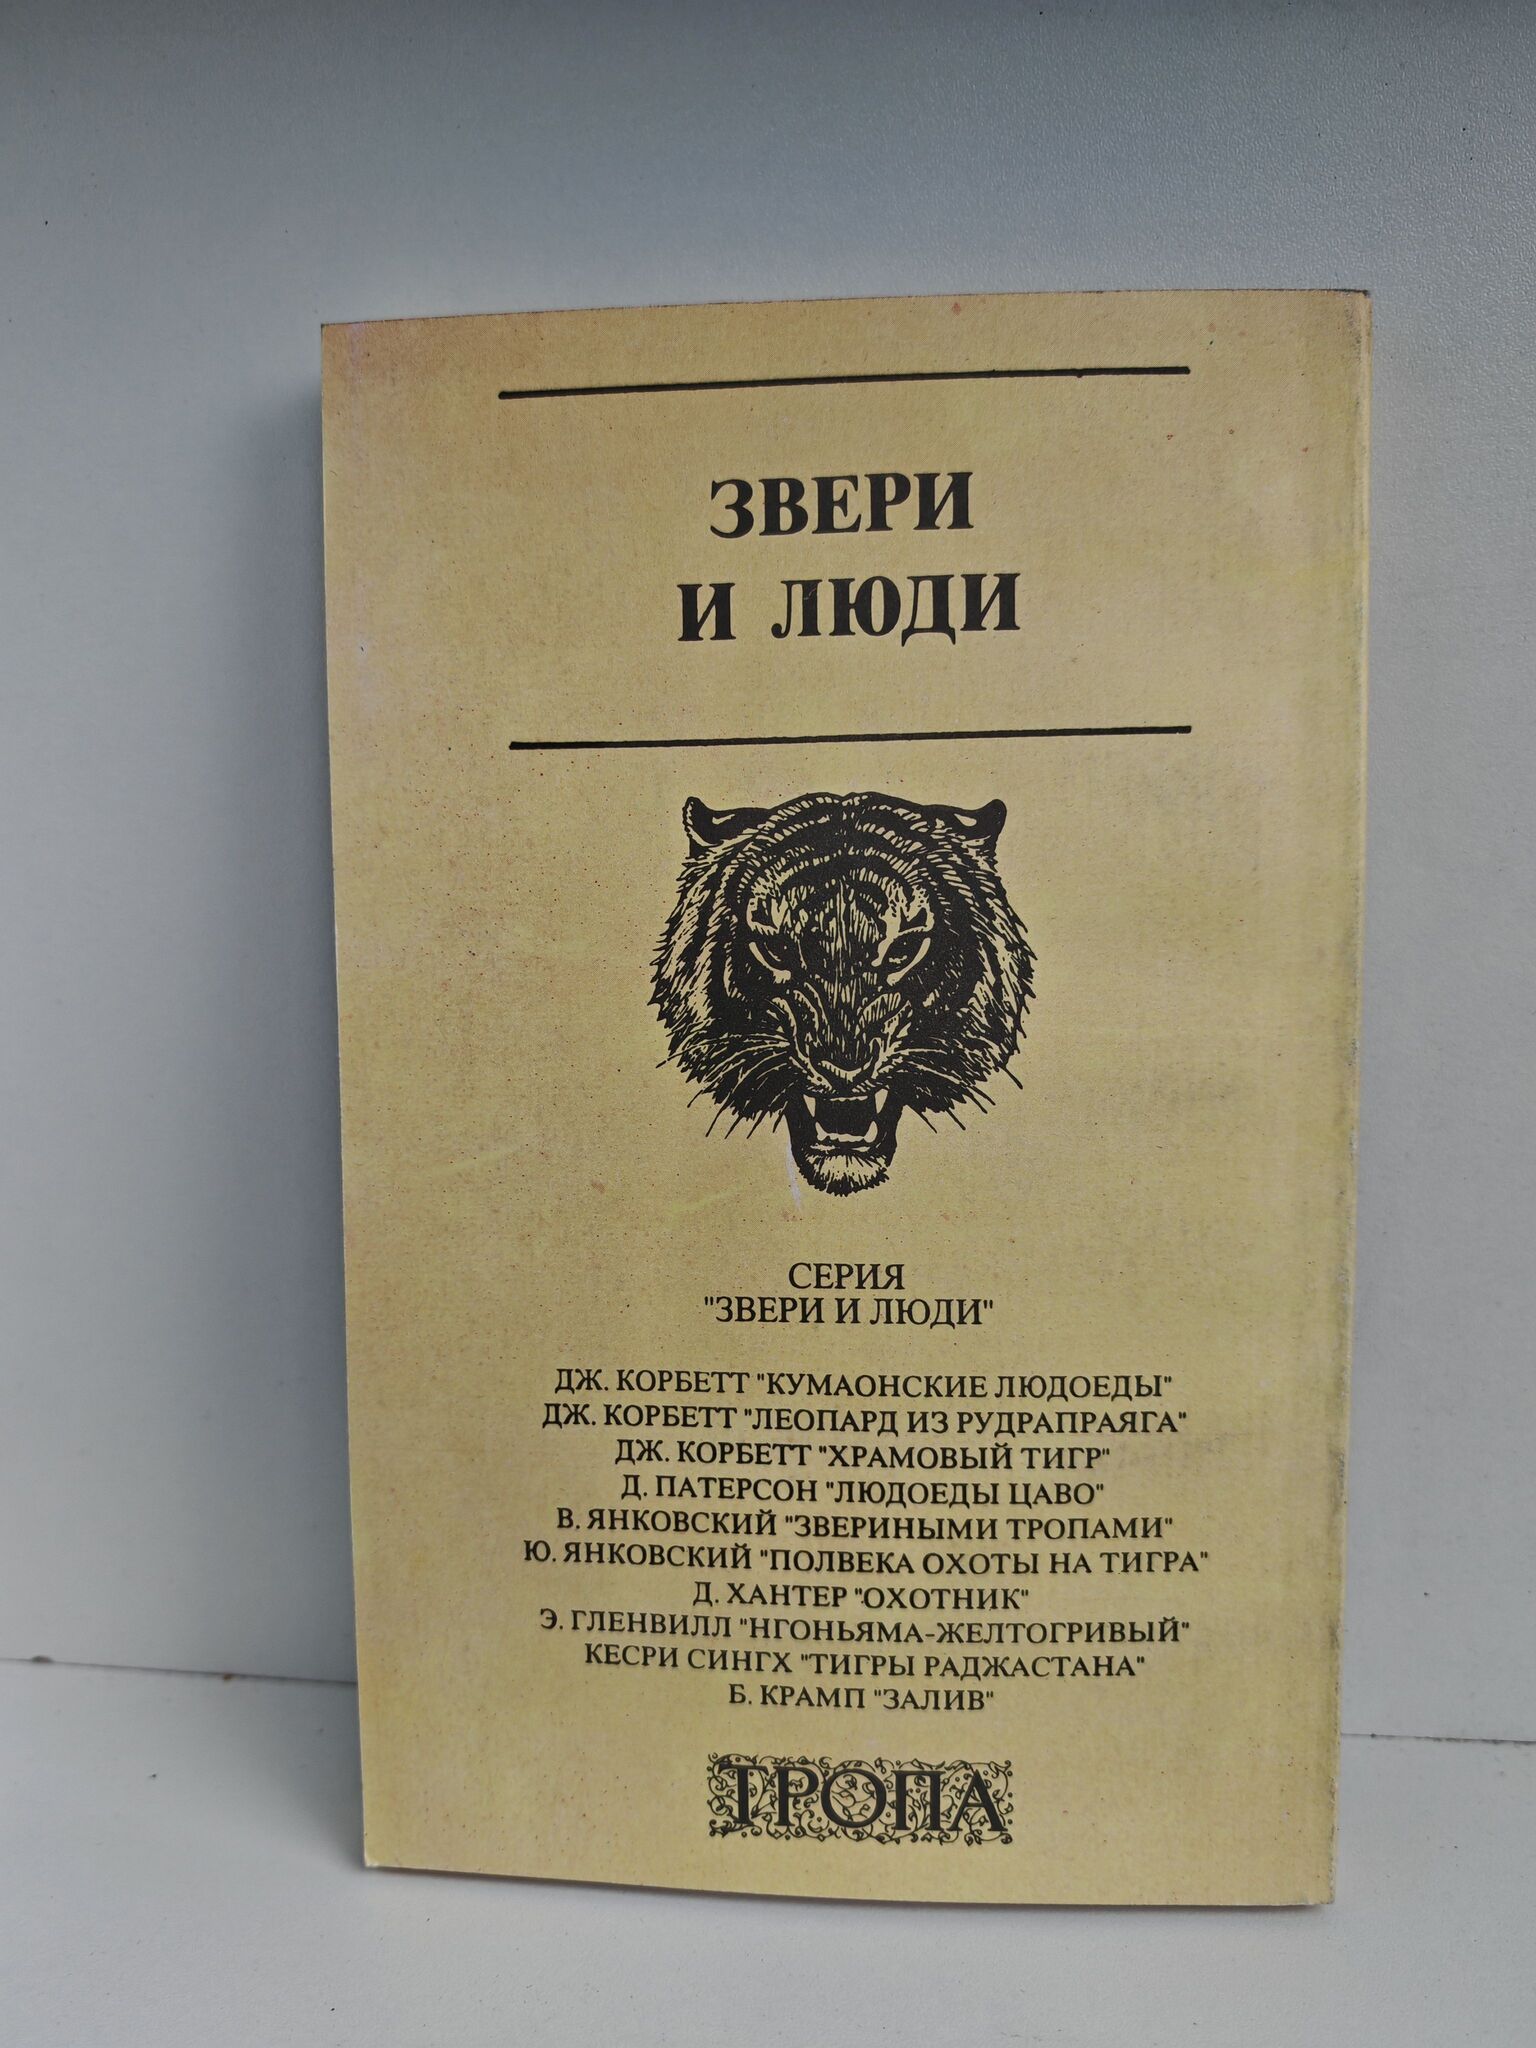 ЗВЕРИ
И ЛЮДИ
СЕРИЯ
"ЗВЕРИ И ЛЮДИ"
ДЖ. КОРБЕТТ "КУМАОНСКИЕ ЛЮДОЕДЫ"
ДЖ. КОРБЕТТ "ЛЕОПАРД ИЗ РУДРАПРАЯГА"
ДЖ. КОРБЕТТ "ХРАМОВЫЙ ТИГР"
Д. ПАТЕРСОН "ЛЮДОЕДЫ ЦАВО"
В. ЯНКОВСКИЙ "ЗВЕРИНЫМИ ТРОПАМИ"
Ю. ЯНКОВСКИЙ "ПОЛВЕКА ОХОТЫ НА ТИГРА"
Д. ХАНТЕР "ОХОТНИК"
Э. ГЛЕНВИЛЛ "НГОНЬЯМА-ЖЕЛТОГРИВЫЙ"
КЕСРИ СИНГХ "ТИГРЫ РАДЖАСТАНА"
Б. КРАМП "ЗАЛИВ"
ТРОПА